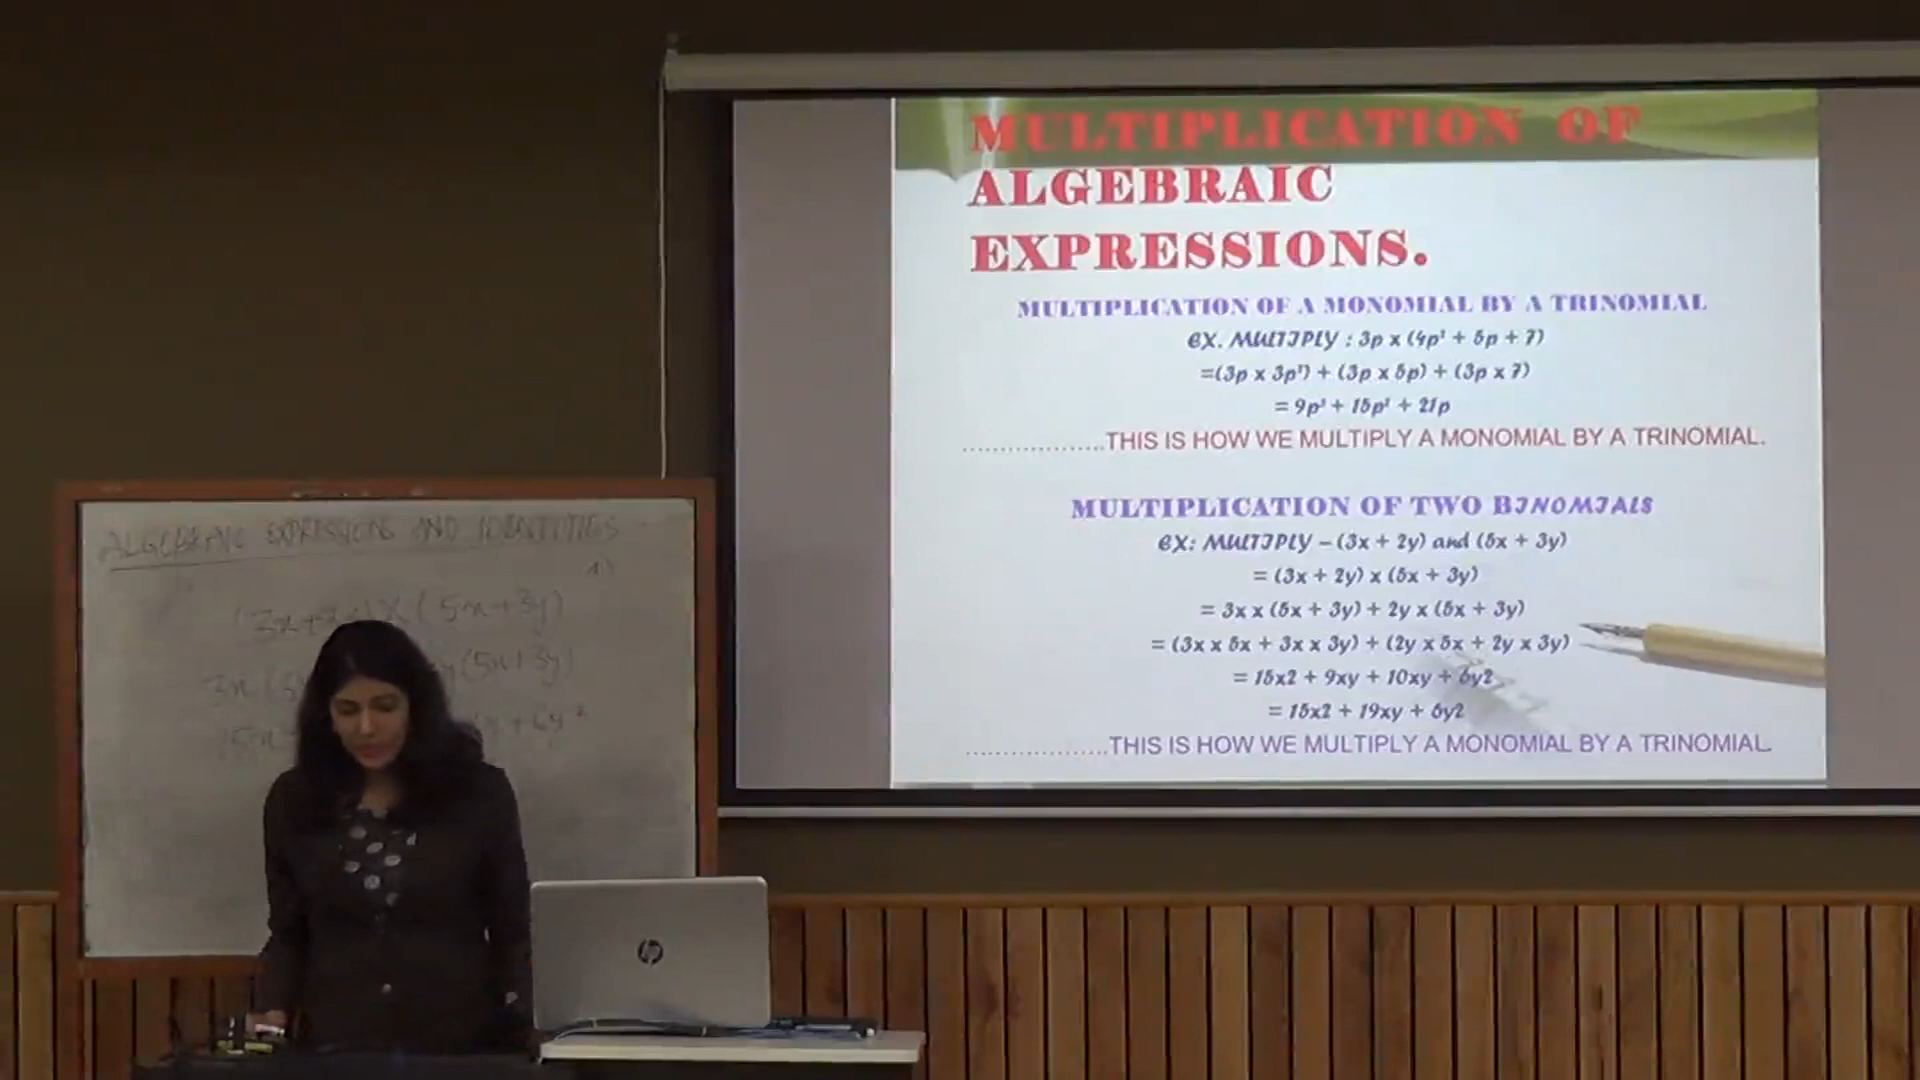 MULTIPLICATION OF
ALGEBRAIC
EXPRESSIONS.
MULTIPLICATION OF A MONOMIAL BY A TRINOMIAL
EX. MULTIPLY : 3p x (4p² + 5p + 7)
=(3p x 3p²) + (3p x 5p) + (3p x 7)
= 9p³ + 15p² + 21p
....................THIS IS HOW WE MULTIPLY A MONOMIAL BY A TRINOMIAL.
MULTIPLICATION OF TWO BINOMIALS
EX: MULTIPLY – (3x + 2y) and (5x + 3y)
= (3x + 2y) x (5x + 3y)
= 3x x (5x + 3y) + 2y x (5x + 3y)
= (3x x 5x + 3x x 3y) + (2y x 5x + 2y x 3y)
= 15x2 + 9xy + 10xy + 6y2
= 15x2 + 19xy + 6y2
....................THIS IS HOW WE MULTIPLY A MONOMIAL BY A TRINOMIAL.
ALGEBRAIC EXPRESSIONS AND IDENTITIES
X (5x+3y)
y(5x+3y)
+6y²
hp